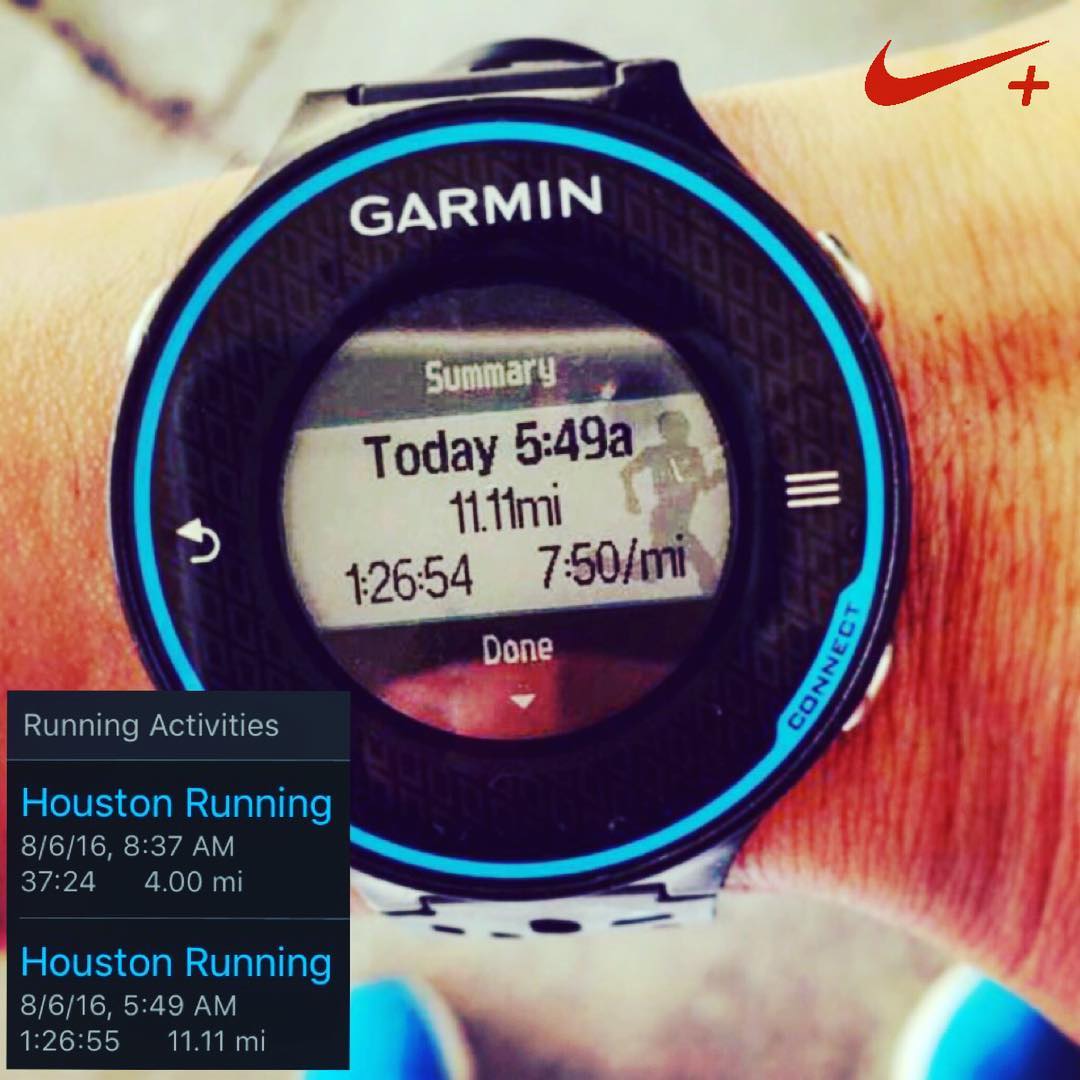 +
GARMIN
Summary
Today 5:49a
11.11mi
1:26:54 7:50/mi
Done
CONNECT
Running Activities
Houston Running
8/6/16, 8:37 AM
37:24 4.00 mi
Houston Running
8/6/16, 5:49 AM
1:26:55 11.11 mi